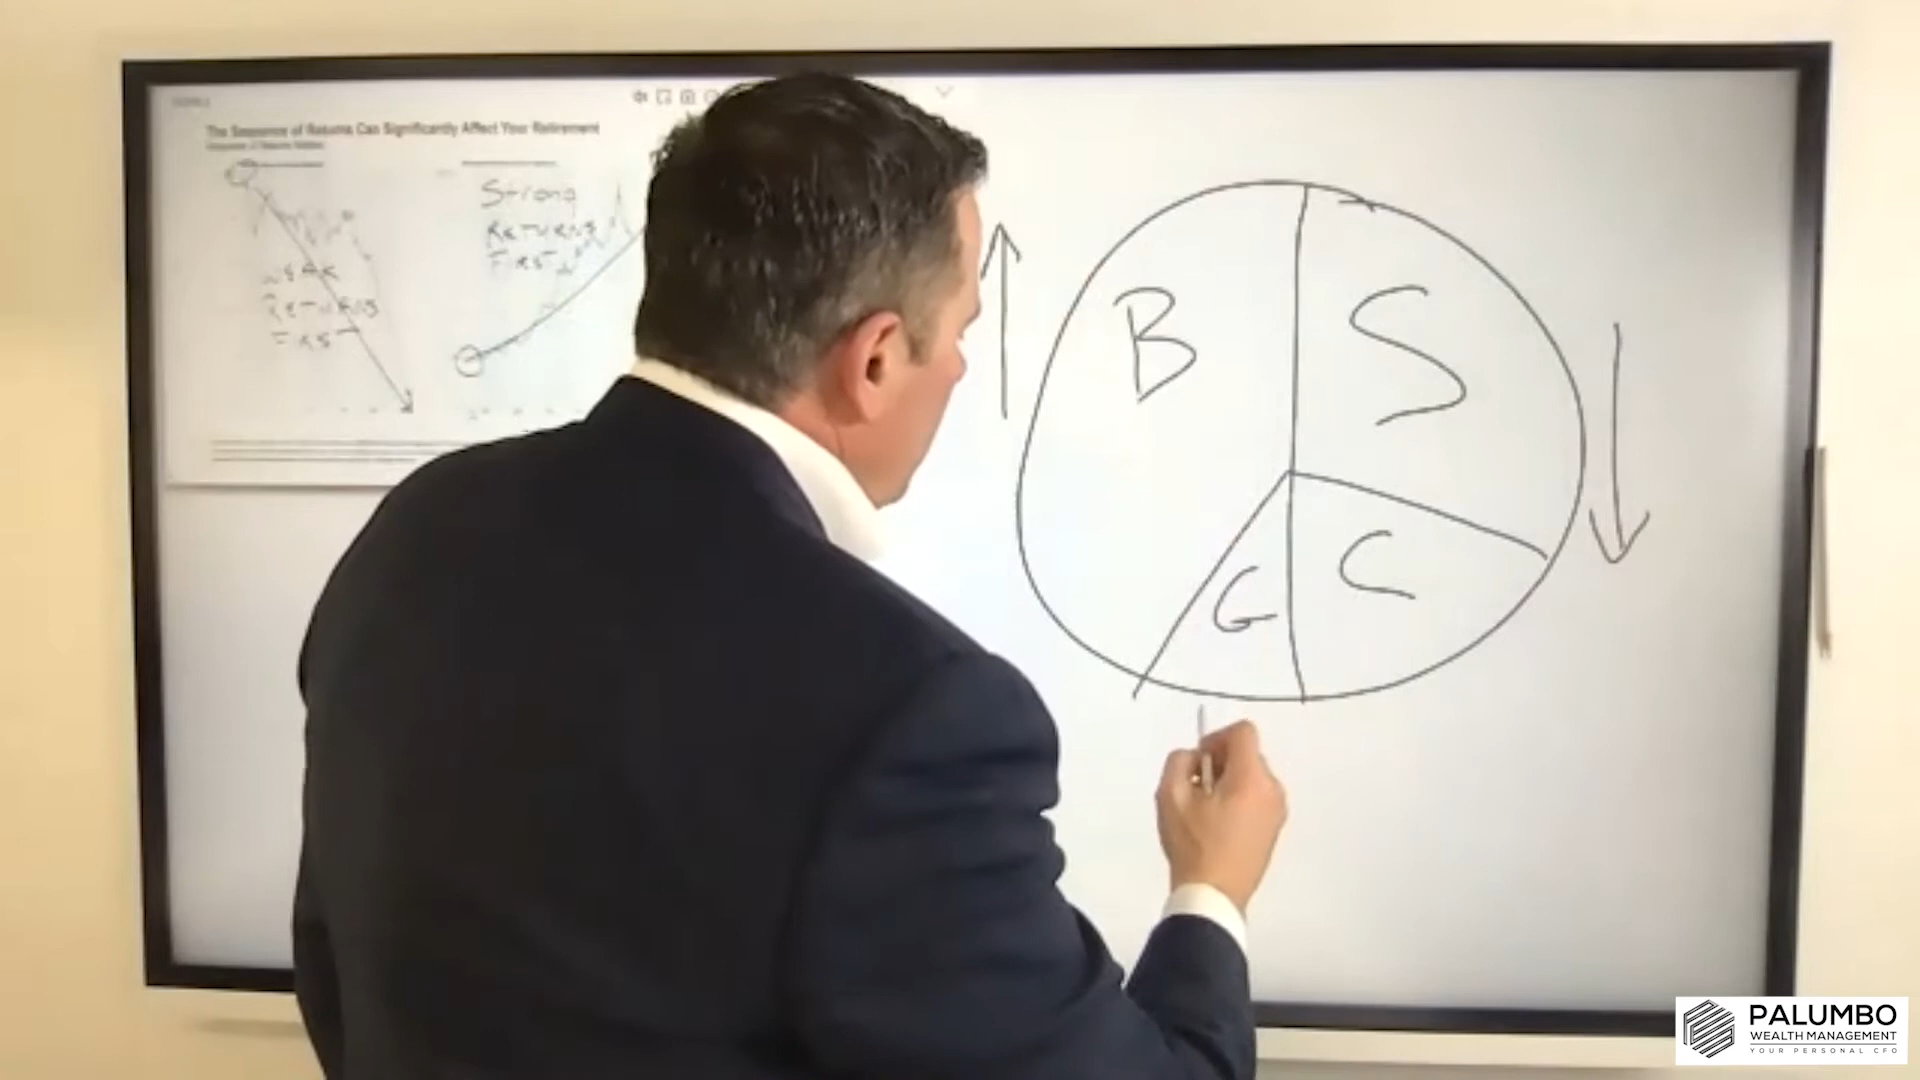 The Sequence of Returns Can Significantly Affect Your Retirement
WEAK
RETURNS
FIRST
Strong
RETURNS
FIRST
B
S
G
C
PALUMBO
WEALTH MANAGEMENT
YOUR PERSONAL CFO